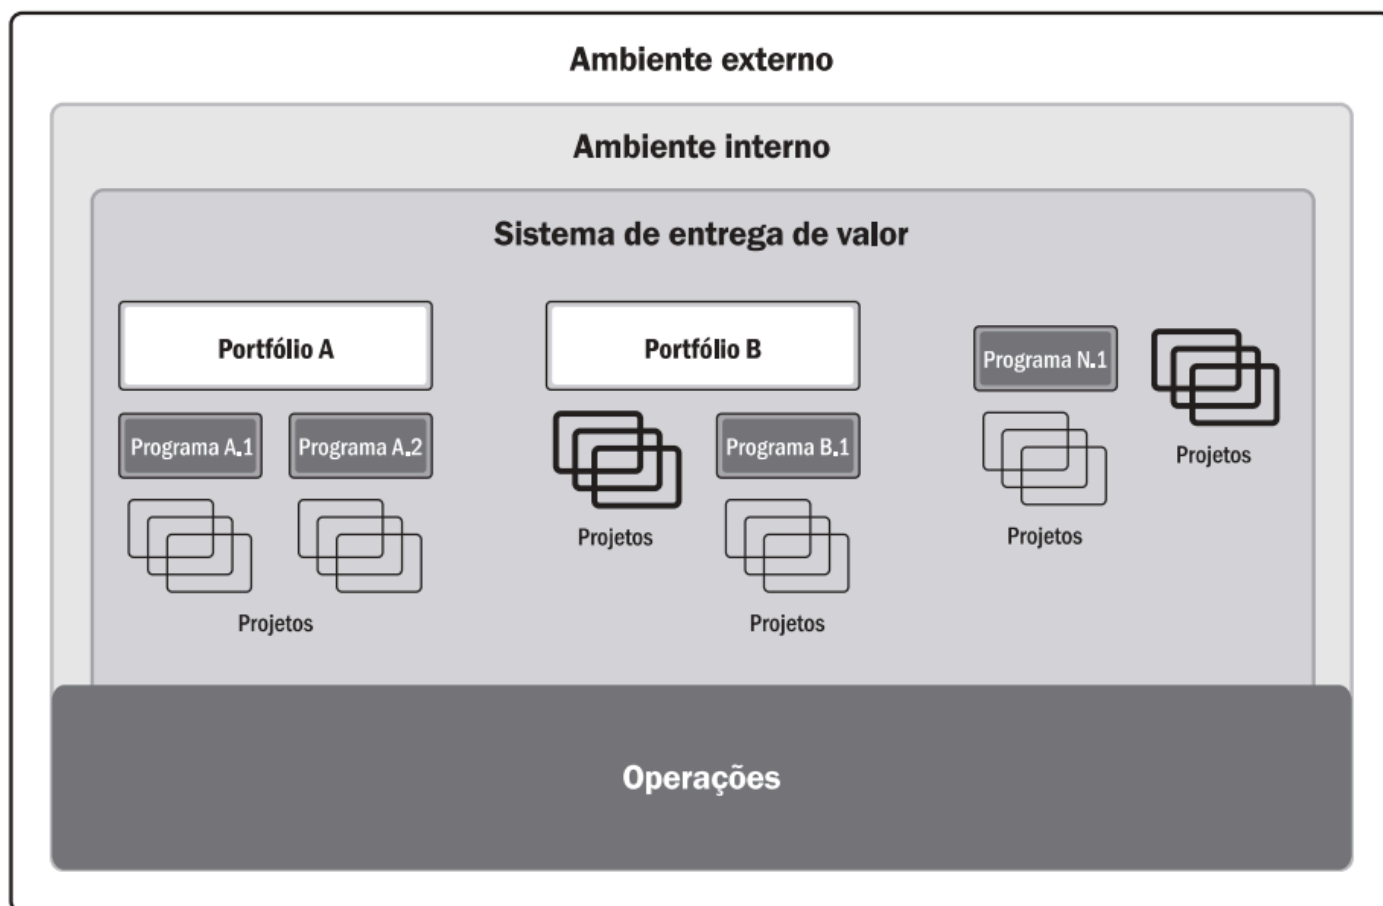 Ambiente externo
Ambiente interno
Sistema de entrega de valor
Portfólio A
Portfólio B
Programa N.1
Programa A.1
Programa A.2
Programa B.1
Projetos
Projetos
Projetos
Projetos
Projetos
Operações